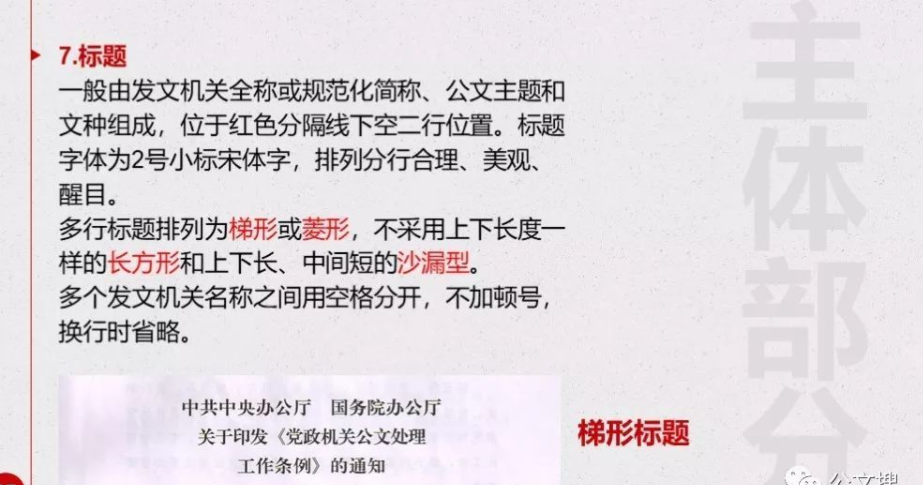 7.标题
一般由发文机关全称或规范化简称、公文主题和
文种组成，位于红色分隔线下空二行位置。标题
字体为2号小标宋体字，排列分行合理、美观、
醒目。
多行标题排列为梯形或菱形，不采用上下长度一
样的长方形和上下长、中间短的沙漏型。
多个发文机关名称之间用空格分开，不加顿号，
换行时省略。
中共中央办公厅　国务院办公厅
关于印发《党政机关公文处理
工作条例》的通知
梯形标题
主体部分
公文搜